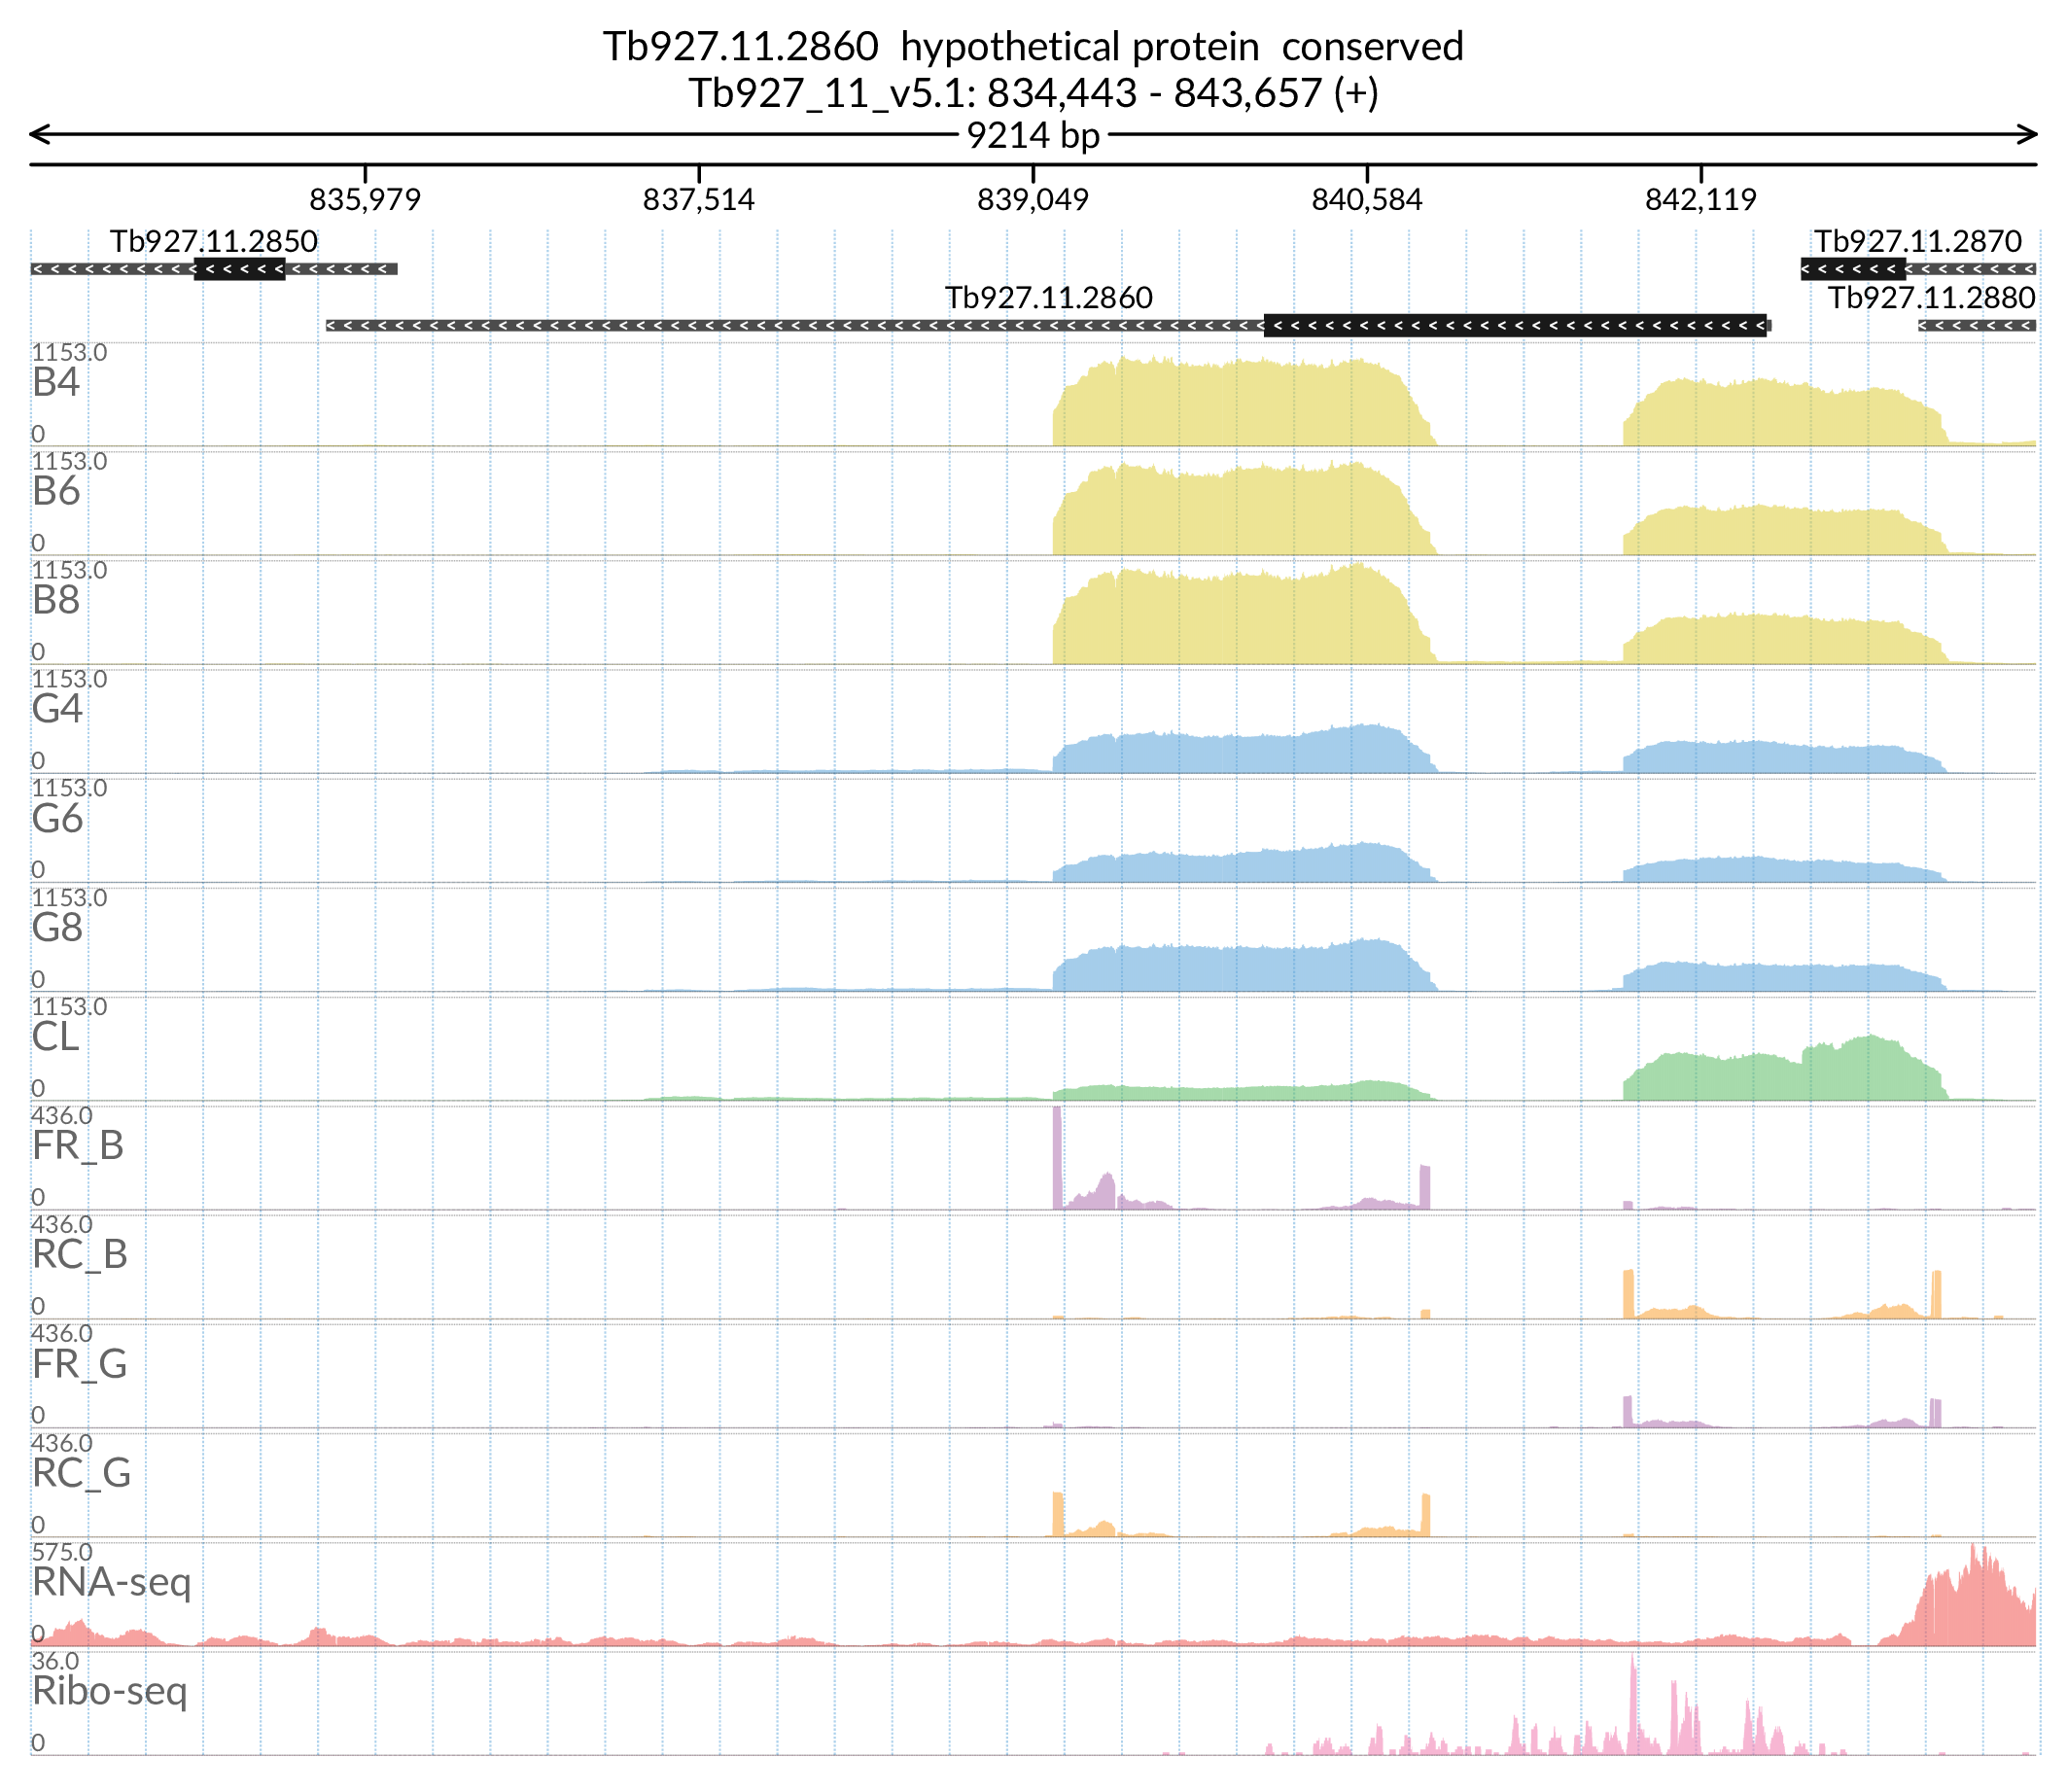 Tb927.11.2860  hypothetical protein  conserved
Tb927_11_v5.1: 834,443 - 843,657 (+)
9214 bp
835,979 837,514 839,049 840,584 842,119
Tb927.11.2850 Tb927.11.2870
Tb927.11.2860 Tb927.11.2880
1153.0
B4
0
1153.0
B6
0
1153.0
B8
0
1153.0
G4
0
1153.0
G6
0
1153.0
G8
0
1153.0
CL
0
436.0
FR_B
0
436.0
RC_B
0
436.0
FR_G
0
436.0
RC_G
0
575.0
RNA-seq
0
36.0
Ribo-seq
0